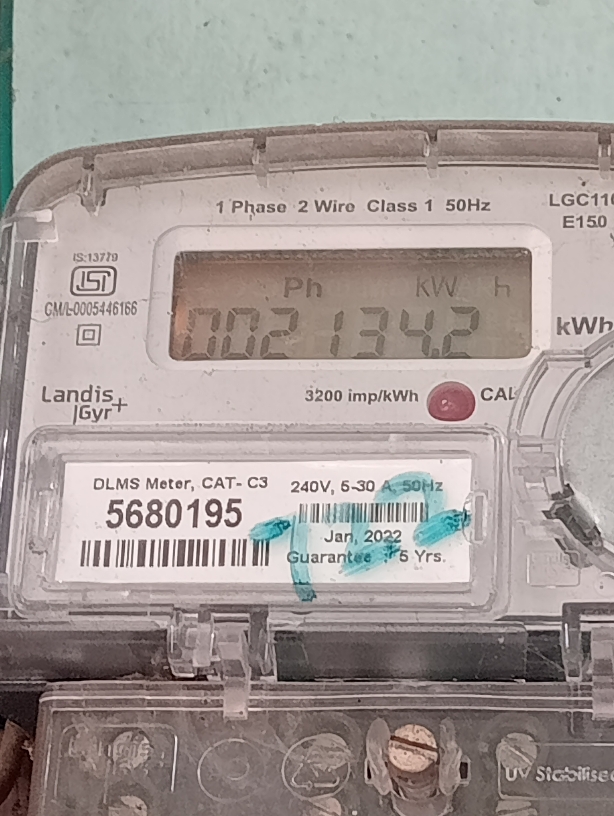 1 Phase 2 Wire Class 1 50Hz
LGC110
E150
IS:13779
ISI
CM/L-0005446166
Ph kW h
002134.2
kWh
Landis+
Gyr+
3200 imp/kWh
CAL
DLMS Meter, CAT- C3
240V, 5-30 A, 50Hz
5680195
Jan, 2022
Guarantee : 5 Yrs.
UV Stabilised